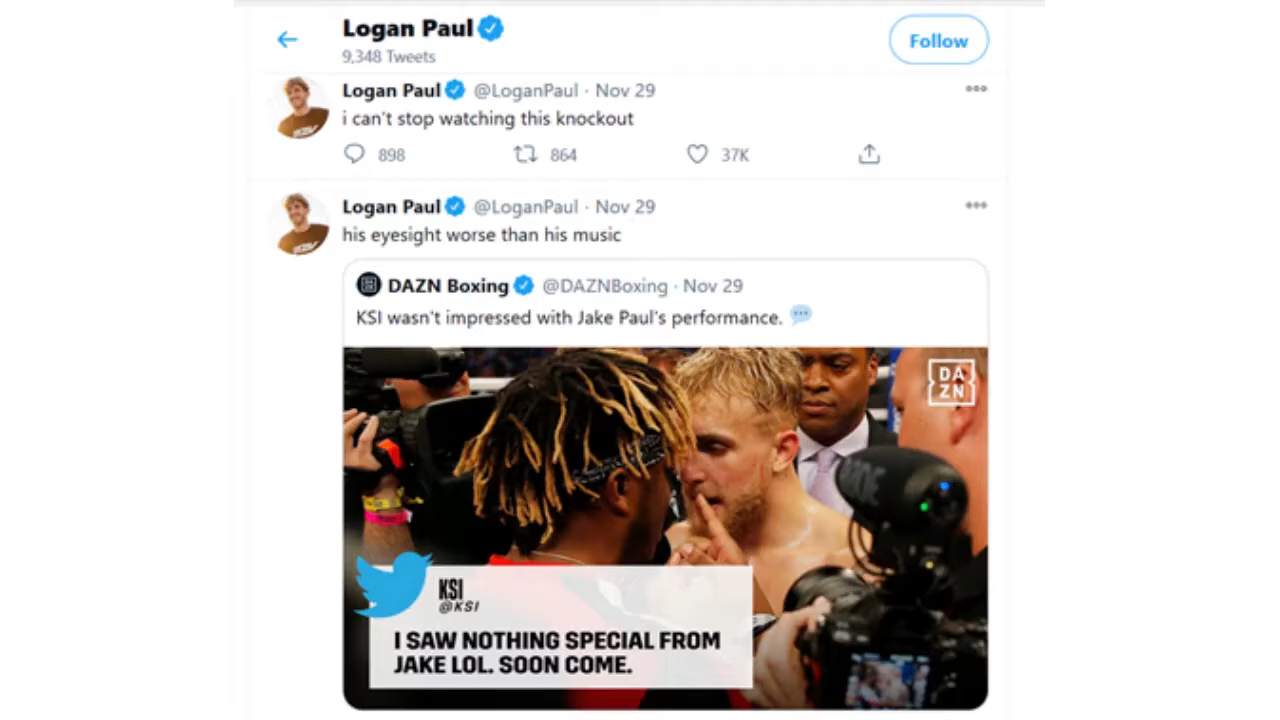 Logan Paul
9,348 Tweets
Follow
Logan Paul @LoganPaul · Nov 29
i can't stop watching this knockout
898 864 37K
Logan Paul @LoganPaul · Nov 29
his eyesight worse than his music
DAZN Boxing @DAZNBoxing · Nov 29
KSI wasn't impressed with Jake Paul's performance.
DA
ZN
RODE
KSI
@KSI
I SAW NOTHING SPECIAL FROM
JAKE LOL. SOON COME.